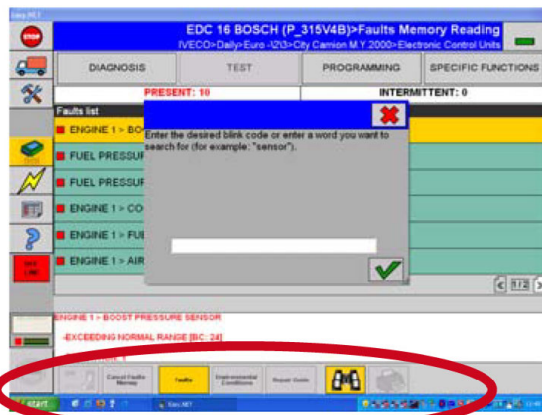 Easy.NET
STOP
EDC 16 BOSCH (P_315V4B)>Faults Memory Reading
IVECO>Daily>Euro -\2\3>City Camion M.Y.2000>Electronic Control Units
DIAGNOSIS
TEST
PROGRAMMING
SPECIFIC FUNCTIONS
PRESENT: 10
INTERMITTENT: 0
Faults list
ENGINE 1 > BO
Enter the desired blink code or enter a word you want to
search for (for example: "sensor").
FUEL PRESSUR
FUEL PRESSUR
ENGINE 1 > CO
ENGINE 1 > FUE
ENGINE 1 > AIR
OFF
LINE
1 / 2
ENGINE 1 > BOOST PRESSURE SENSOR
-EXCEEDING NORMAL RANGE [BC: 24]
Cancel Faults
Memory
Faults
Environmental
Conditions
Repair Guide
start
Easy.NET